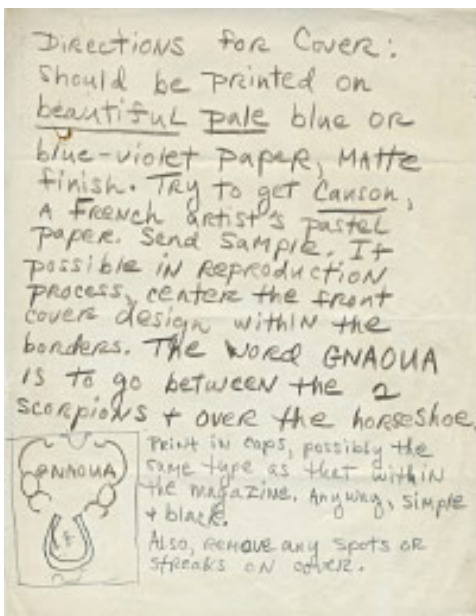 Directions for Cover:
Should be printed on
beautiful pale blue or
blue-violet paper, matte
finish. Try to get Canson,
a French artist's pastel
paper. Send sample. If
possible in reproduction
process, center the front
cover design within the
borders. The word GNAOUA
is to go between the 2
scorpions + over the horseshoe.
GNAOUA
Print in caps, possibly the
same type as that within
the magazine. Anyway, simple
+ black.
Also, remove any spots or
streaks on cover.